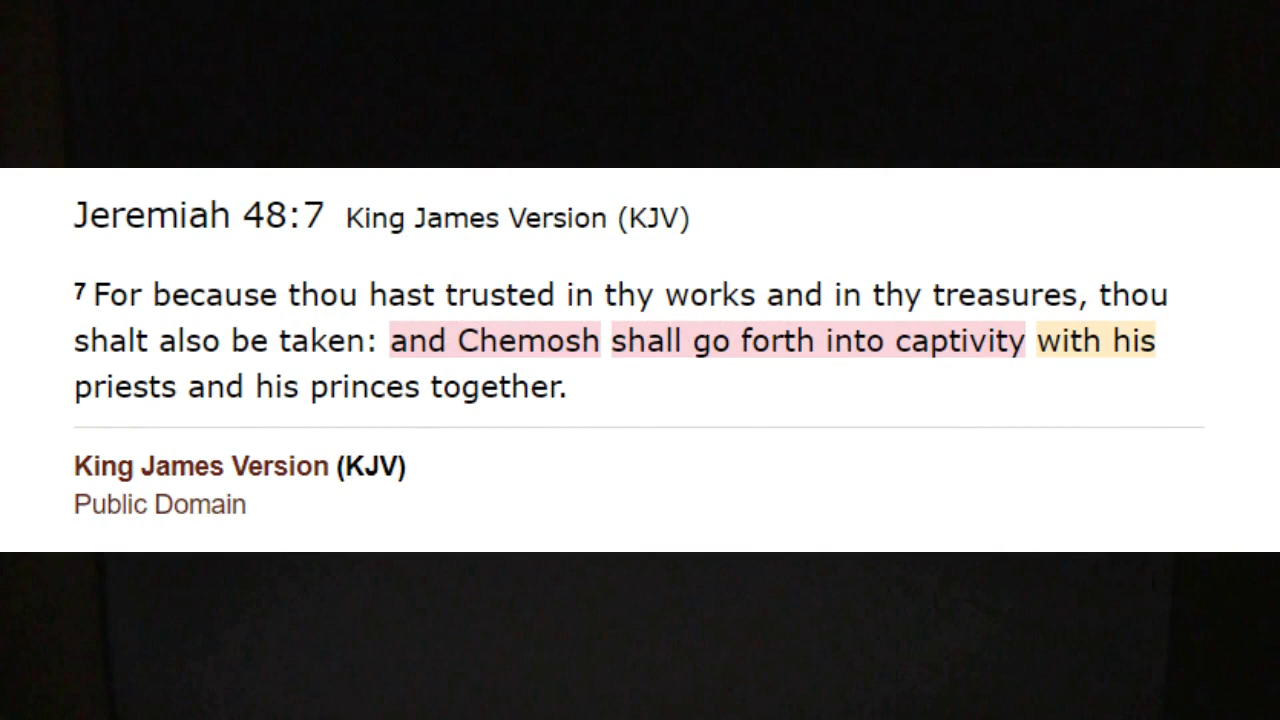 Jeremiah 48:7 King James Version (KJV)
7 For because thou hast trusted in thy works and in thy treasures, thou
shalt also be taken: and Chemosh shall go forth into captivity with his
priests and his princes together.
King James Version (KJV)
Public Domain